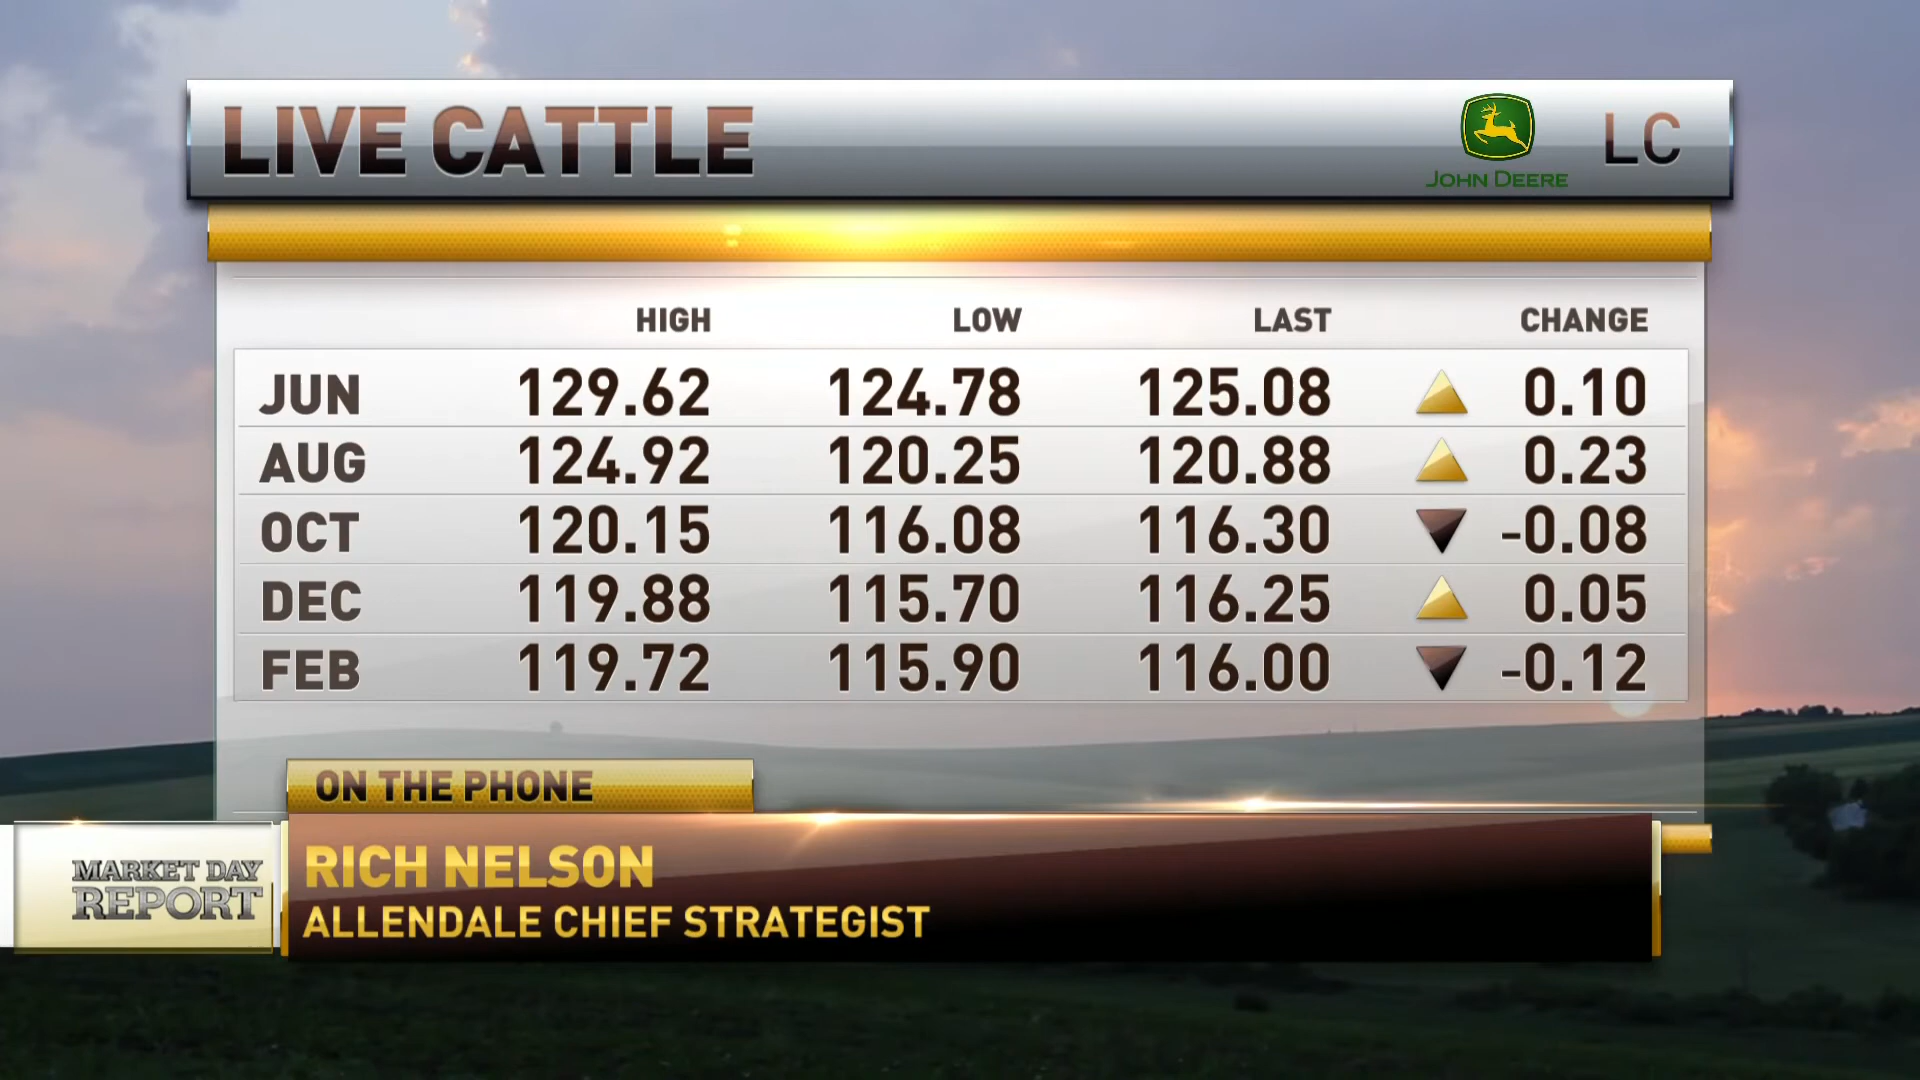 LIVE CATTLE
JOHN DEERE
LC
HIGH LOW LAST CHANGE
JUN 129.62 124.78 125.08 0.10
AUG 124.92 120.25 120.88 0.23
OCT 120.15 116.08 116.30 -0.08
DEC 119.88 115.70 116.25 0.05
FEB 119.72 115.90 116.00 -0.12
ON THE PHONE
MARKET DAY
REPORT
RICH NELSON
ALLENDALE CHIEF STRATEGIST